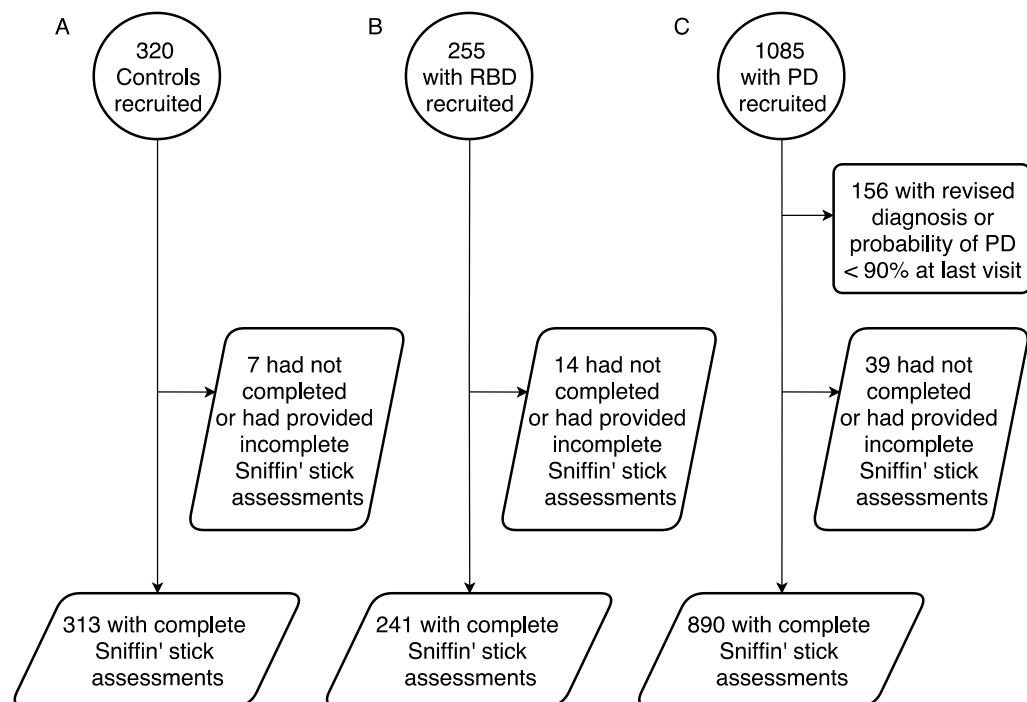 A
320
Controls
recruited
7 had not
completed
or had provided
incomplete
Sniffin' stick
assessments
313 with complete
Sniffin' stick
assessments
B
255
with RBD
recruited
14 had not
completed
or had provided
incomplete
Sniffin' stick
assessments
241 with complete
Sniffin' stick
assessments
C
1085
with PD
recruited
156 with revised
diagnosis or
probability of PD
< 90% at last visit
39 had not
completed
or had provided
incomplete
Sniffin' stick
assessments
890 with complete
Sniffin' stick
assessments